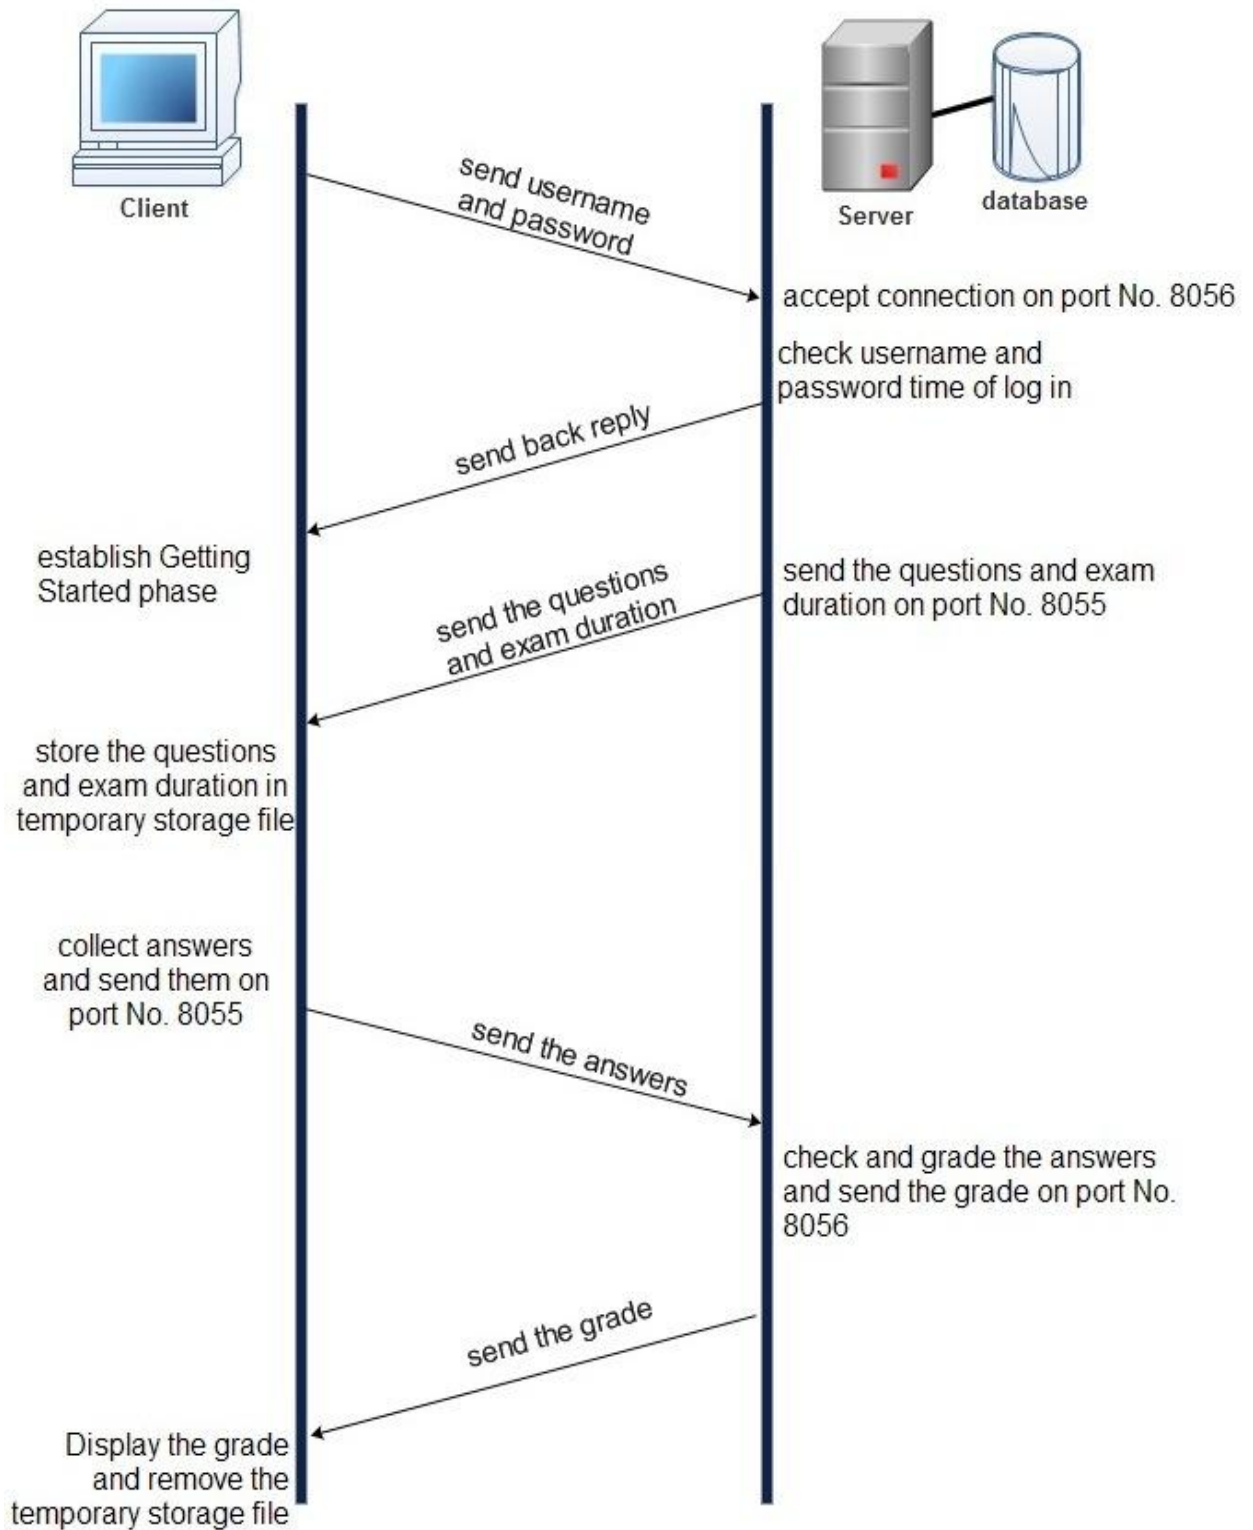 Client
Server
database
send username
and password
accept connection on port No. 8056
check username and
password time of log in
send back reply
establish Getting
Started phase
send the questions
and exam duration
send the questions and exam
duration on port No. 8055
store the questions
and exam duration in
temporary storage file
collect answers
and send them on
port No. 8055
send the answers
check and grade the answers
and send the grade on port No.
8056
send the grade
Display the grade
and remove the
temporary storage file